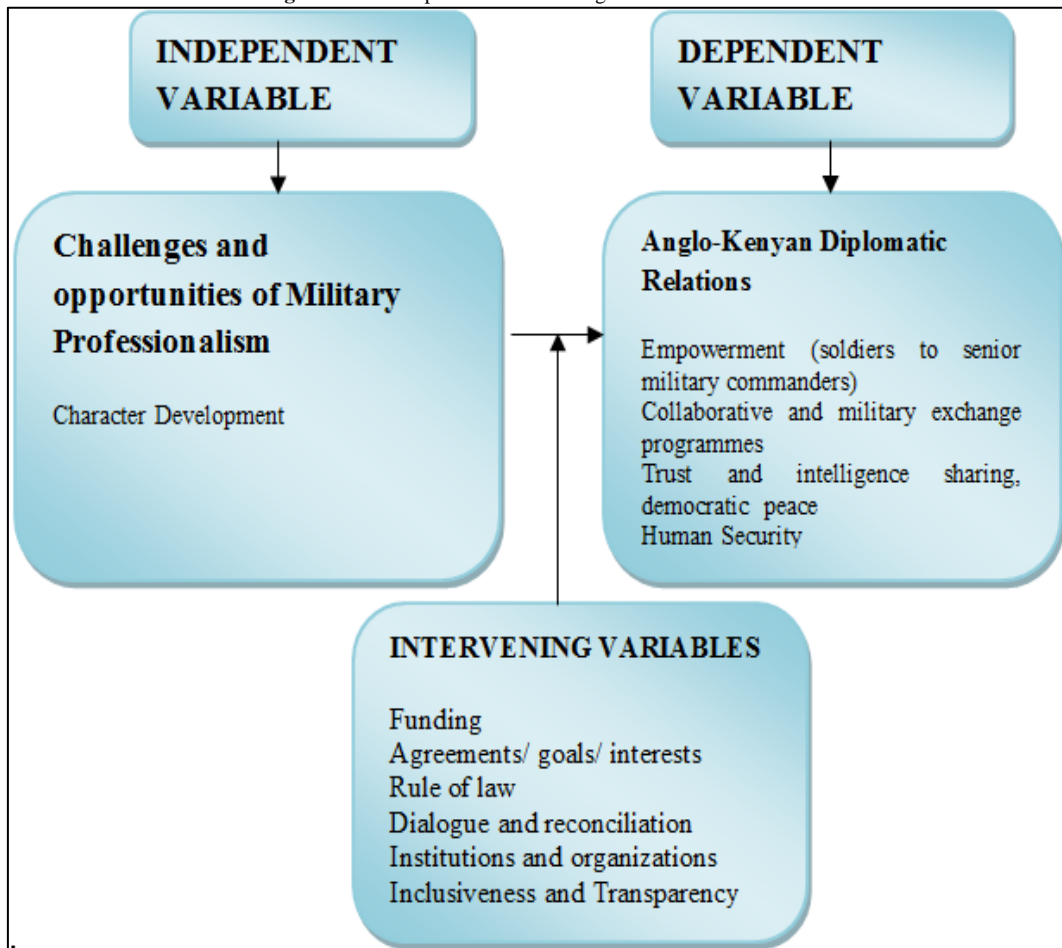 INDEPENDENT
VARIABLE
DEPENDENT
VARIABLE
Challenges and
opportunities of Military
Professionalism
Character Development
Anglo-Kenyan Diplomatic
Relations
Empowerment (soldiers to senior
military commanders)
Collaborative and military exchange
programmes
Trust and intelligence sharing,
democratic peace
Human Security
INTERVENING VARIABLES
Funding
Agreements/ goals/ interests
Rule of law
Dialogue and reconciliation
Institutions and organizations
Inclusiveness and Transparency